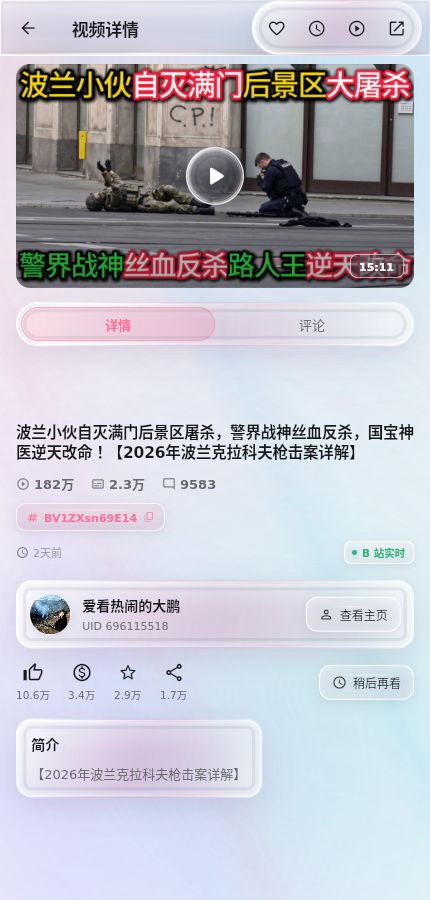 视频详情
波兰小伙自灭满门后景区大屠杀
C.P.!
警界战神丝血反杀路人王逆天改命
15:11
详情
评论
波兰小伙自灭满门后景区屠杀，警界战神丝血反杀，国宝神
医逆天改命！【2026年波兰克拉科夫枪击案详解】
182万 2.3万 9583
# BV1ZXsn69E14
2天前
B 站实时
爱看热闹的大鹏
UID 696115518
查看主页
10.6万 3.4万 2.9万 1.7万
稍后再看
简介
【2026年波兰克拉科夫枪击案详解】